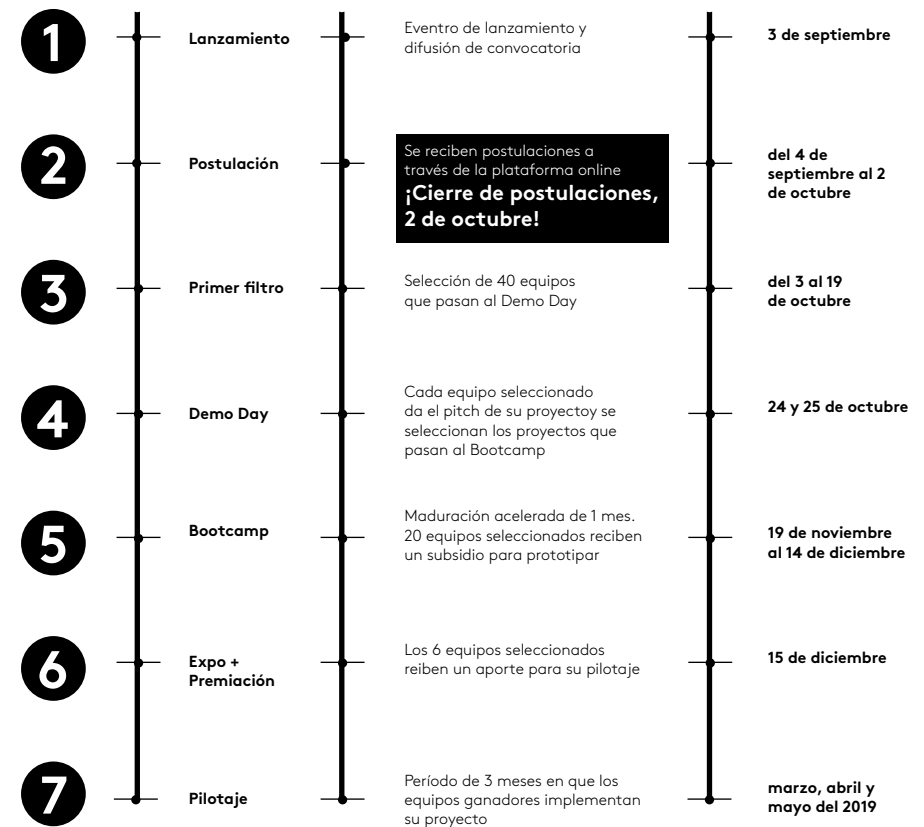 1
Lanzamiento
Eventro de lanzamiento y
difusión de convocatoria
3 de septiembre
2
Postulación
Se reciben postulaciones a
través de la plataforma online
¡Cierre de postulaciones,
2 de octubre!
del 4 de
septiembre al 2
de octubre
3
Primer filtro
Selección de 40 equipos
que pasan al Demo Day
del 3 al 19
de octubre
4
Demo Day
Cada equipo seleccionado
da el pitch de su proyectoy se
seleccionan los proyectos que
pasan al Bootcamp
24 y 25 de octubre
5
Bootcamp
Maduración acelerada de 1 mes.
20 equipos seleccionados reciben
un subsidio para prototipar
19 de noviembre
al 14 de diciembre
6
Expo +
Premiación
Los 6 equipos seleccionados
reiben un aporte para su pilotaje
15 de diciembre
7
Pilotaje
Período de 3 meses en que los
equipos ganadores implementan
su proyecto
marzo, abril y
mayo del 2019